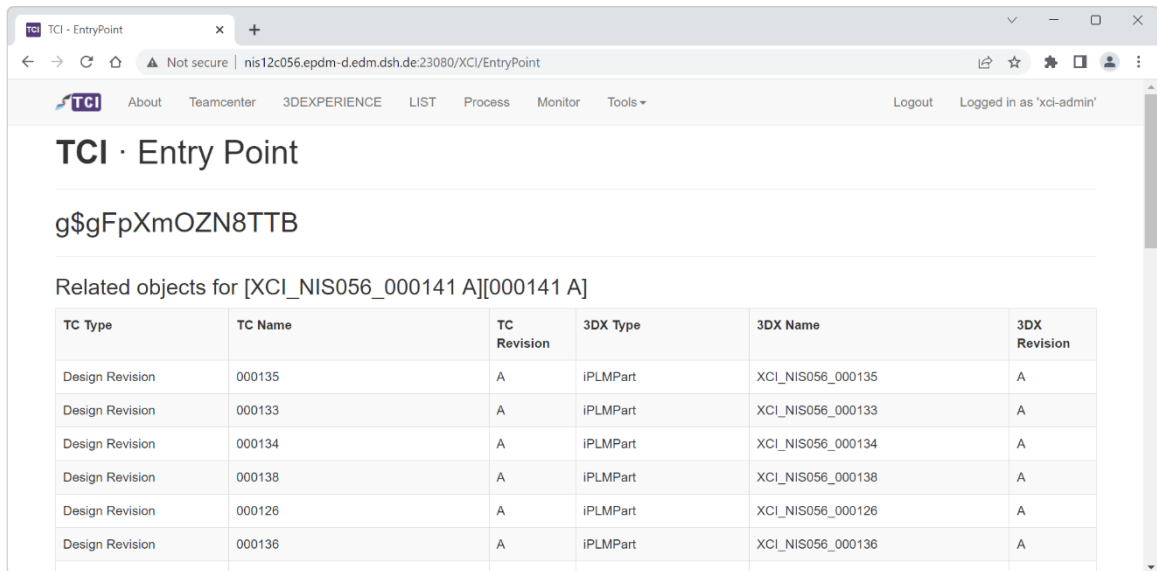 TCI TCI - EntryPoint
Not secure | nis12c056.epdm-d.edm.dsh.de:23080/XCI/EntryPoint
TCI About Teamcenter 3DEXPERIENCE LIST Process Monitor Tools Logout Logged in as 'xci-admin'
TCI · Entry Point
g$gFpXmOZN8TTB
Related objects for [XCI_NIS056_000141 A][000141 A]
TC Type TC Name TC Revision 3DX Type 3DX Name 3DX Revision
Design Revision 000135 A iPLMPart XCI_NIS056_000135 A
Design Revision 000133 A iPLMPart XCI_NIS056_000133 A
Design Revision 000134 A iPLMPart XCI_NIS056_000134 A
Design Revision 000138 A iPLMPart XCI_NIS056_000138 A
Design Revision 000126 A iPLMPart XCI_NIS056_000126 A
Design Revision 000136 A iPLMPart XCI_NIS056_000136 A